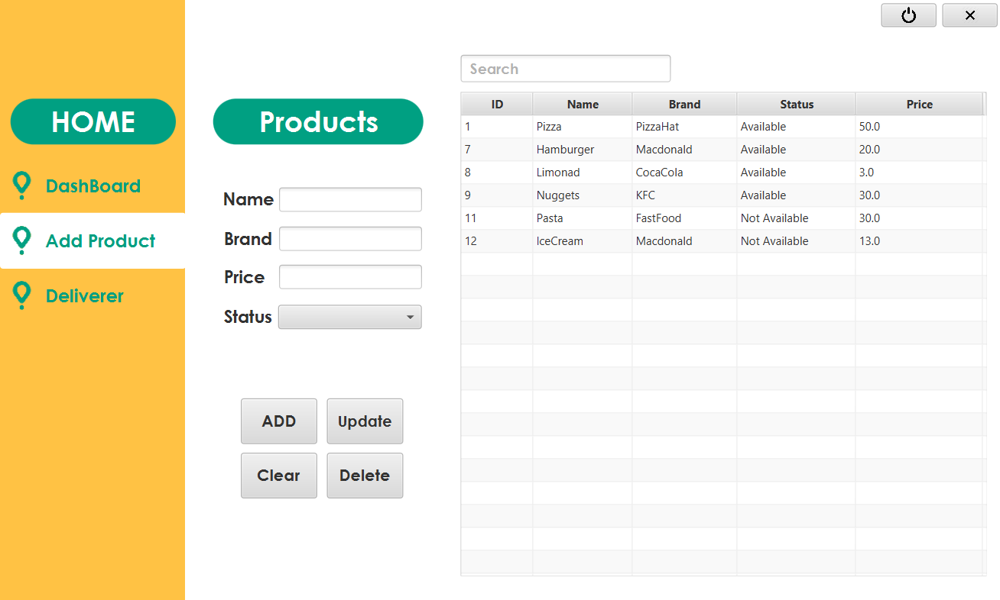 HOME
DashBoard
Add Product
Deliverer
Products
Name
Brand
Price
Status
ADD Update
Clear Delete
Search
ID Name Brand Status Price
1 Pizza PizzaHat Available 50.0
7 Hamburger Macdonald Available 20.0
8 Limonad CocaCola Available 3.0
9 Nuggets KFC Available 30.0
11 Pasta FastFood Not Available 30.0
12 IceCream Macdonald Not Available 13.0